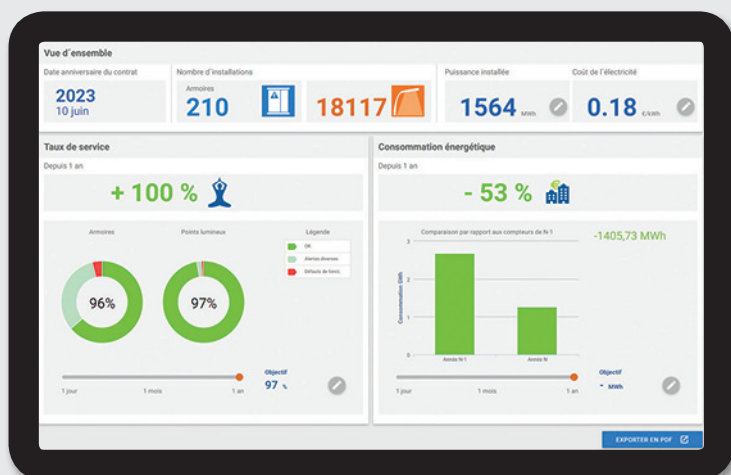 Vue d´ensemble
Date anniversaire du contrat
2023
10 juin
Nombre d'installations
Armoires
210
18117
Puissance installée
1564 MWh
Coût de l'électricité
0.18 €/kWh
Taux de service
Depuis 1 an
+ 100 %
Armoires
96%
Points lumineux
97%
Légende
OK
Alertes diverses
Défauts de fonct.
1 jour
1 mois
1 an
Objectif
97 %
Consommation énergétique
Depuis 1 an
- 53 %
Comparaison par rapport aux compteurs de N-1
-1405,73 MWh
Consommation GWh
3
2
1
0
Année N-1
Année N
1 jour
1 mois
1 an
Objectif
- MWh
EXPORTER EN PDF